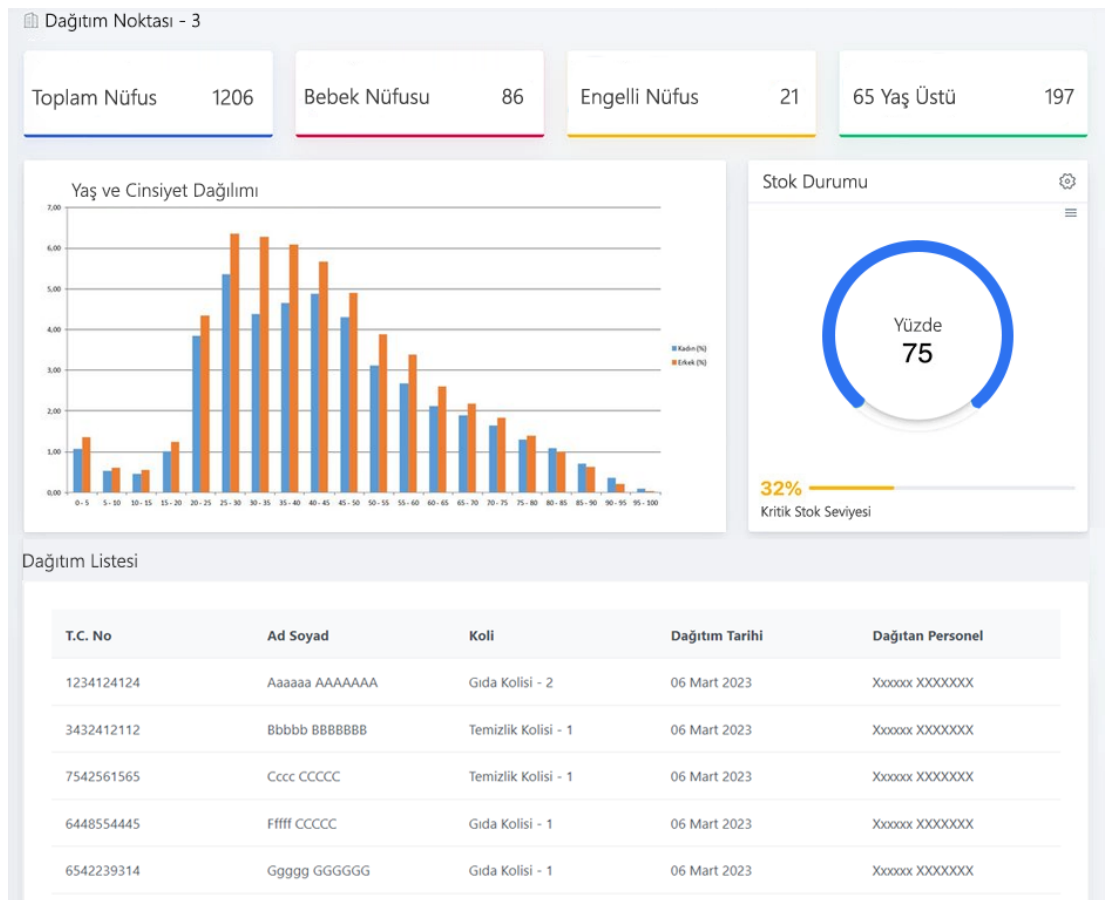 Dağıtım Noktası - 3
Toplam Nüfus 1206
Bebek Nüfusu 86
Engelli Nüfus 21
65 Yaş Üstü 197
Yaş ve Cinsiyet Dağılımı
7,00
6,00
5,00
4,00
3,00
2,00
1,00
0,00
0 - 5 5 - 10 10 - 15 15 - 20 20 - 25 25 - 30 30 - 35 35 - 40 40 - 45 45 - 50 50 - 55 55 - 60 60 - 65 65 - 70 70 - 75 75 - 80 80 - 85 85 - 90 90 - 95 95 - 100
Kadın (%)
Erkek (%)
Stok Durumu
Yüzde
75
32%
Kritik Stok Seviyesi
Dağıtım Listesi
T.C. No Ad Soyad Koli Dağıtım Tarihi Dağıtan Personel
1234124124 Aaaaaa AAAAAAA Gıda Kolisi - 2 06 Mart 2023 Xxxxxx XXXXXXX
3432412112 Bbbbb BBBBBBB Temizlik Kolisi - 1 06 Mart 2023 Xxxxxx XXXXXXX
7542561565 Cccc CCCCC Temizlik Kolisi - 1 06 Mart 2023 Xxxxxx XXXXXXX
6448554445 Fffff CCCCC Gıda Kolisi - 1 06 Mart 2023 Xxxxxx XXXXXXX
6542239314 Ggggg GGGGGG Gıda Kolisi - 1 06 Mart 2023 Xxxxxx XXXXXXX